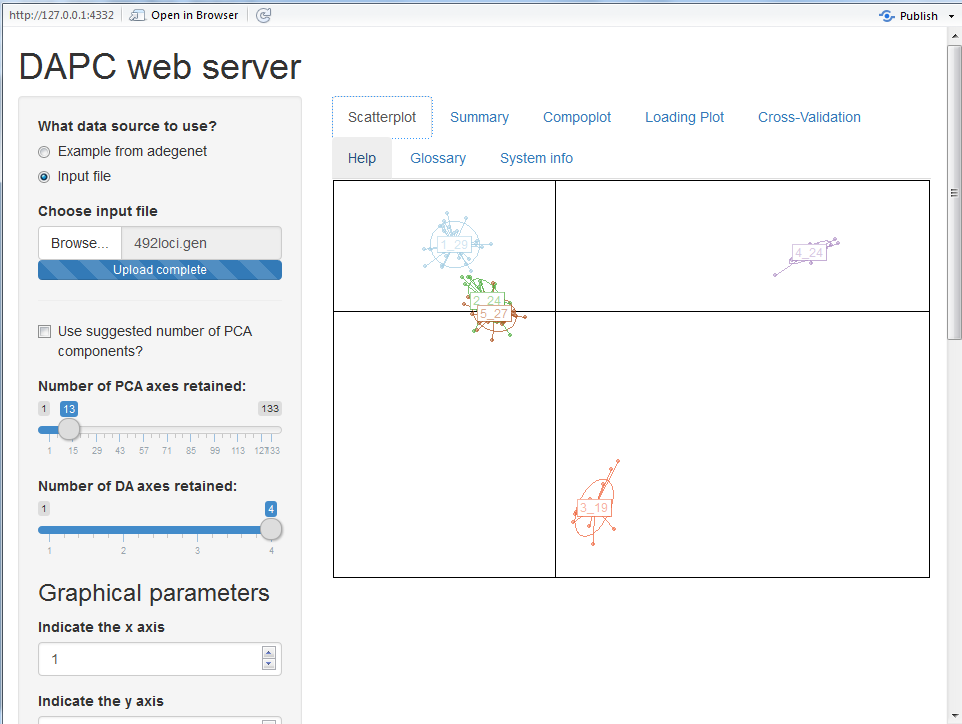 http://127.0.0.1:4332 Open in Browser Publish
DAPC web server
What data source to use?
Example from adegenet
Input file
Choose input file
Browse... 492loci.gen
Upload complete
Use suggested number of PCA
components?
Number of PCA axes retained:
1 13 133
1 15 29 43 57 71 85 99 113 127 133
Number of DA axes retained:
1 4
1 2 3 4
Graphical parameters
Indicate the x axis
1
Indicate the y axis
Scatterplot Summary Compoplot Loading Plot Cross-Validation
Help Glossary System info
1_29
4_24
2_24
5_27
3_19